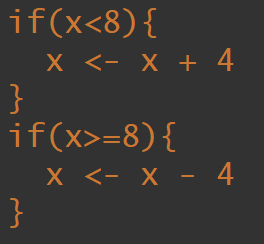 if(x<8){
  x <- x + 4
}
if(x>=8){
  x <- x - 4
}